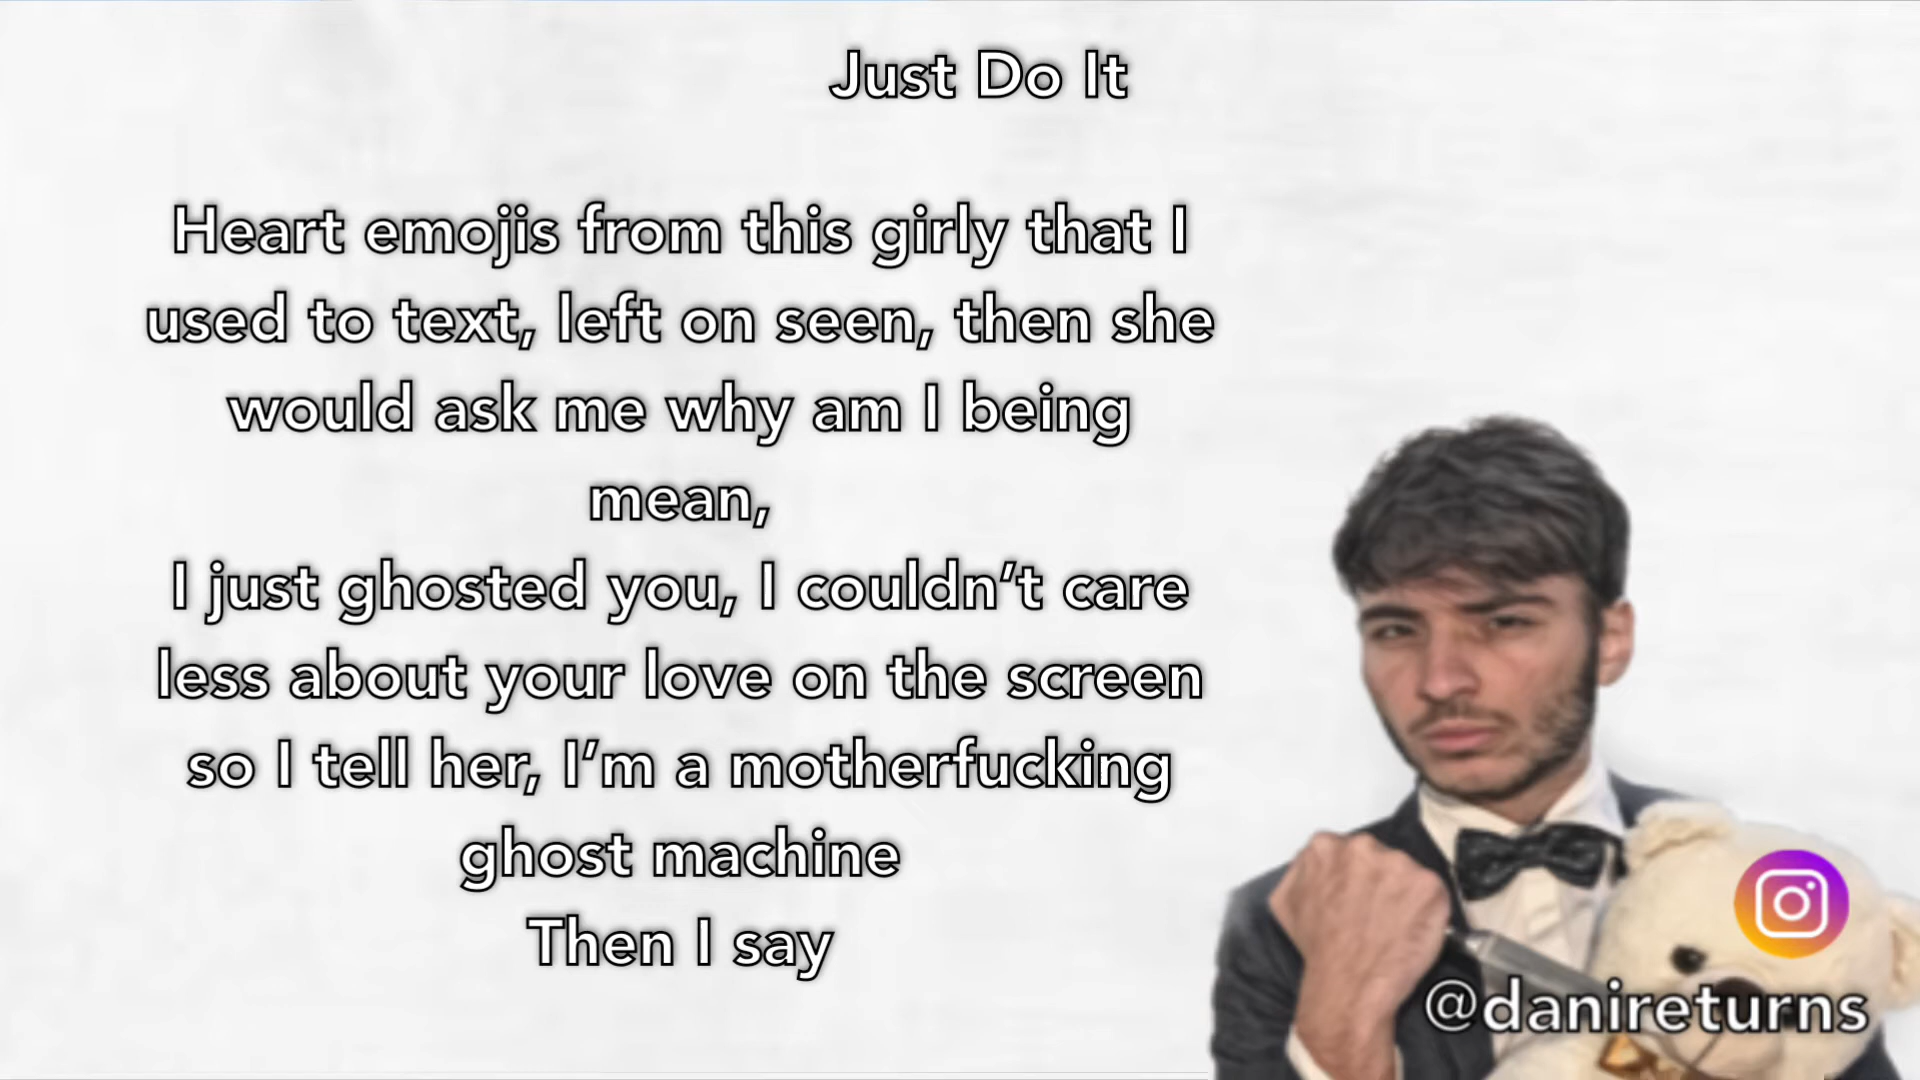 Just Do It
Heart emojis from this girly that I
used to text, left on seen, then she
would ask me why am I being
mean,
I just ghosted you, I couldn’t care
less about your love on the screen
so I tell her, I’m a motherfucking
ghost machine
Then I say
@danireturns